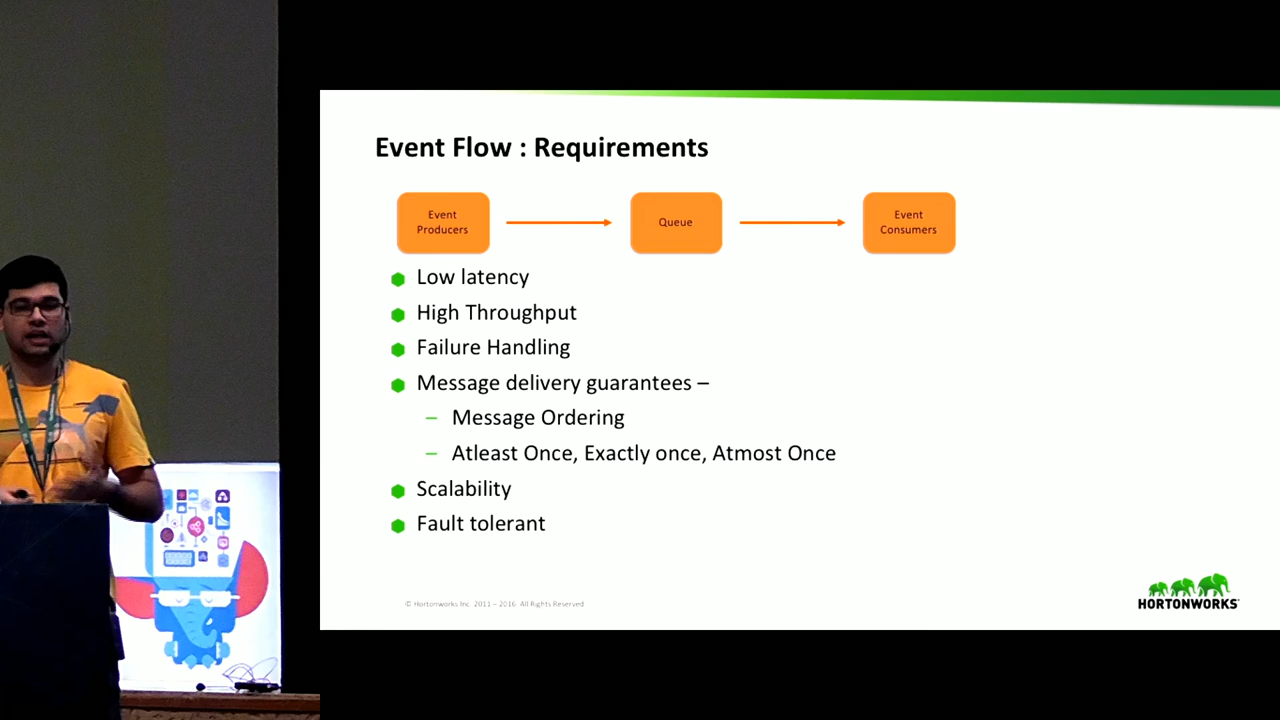 Event Flow : Requirements
Event
Producers
Queue
Event
Consumers
Low latency
High Throughput
Failure Handling
Message delivery guarantees –
– Message Ordering
– Atleast Once, Exactly once, Atmost Once
Scalability
Fault tolerant
© Hortonworks Inc. 2011 – 2016. All Rights Reserved
HORTONWORKS